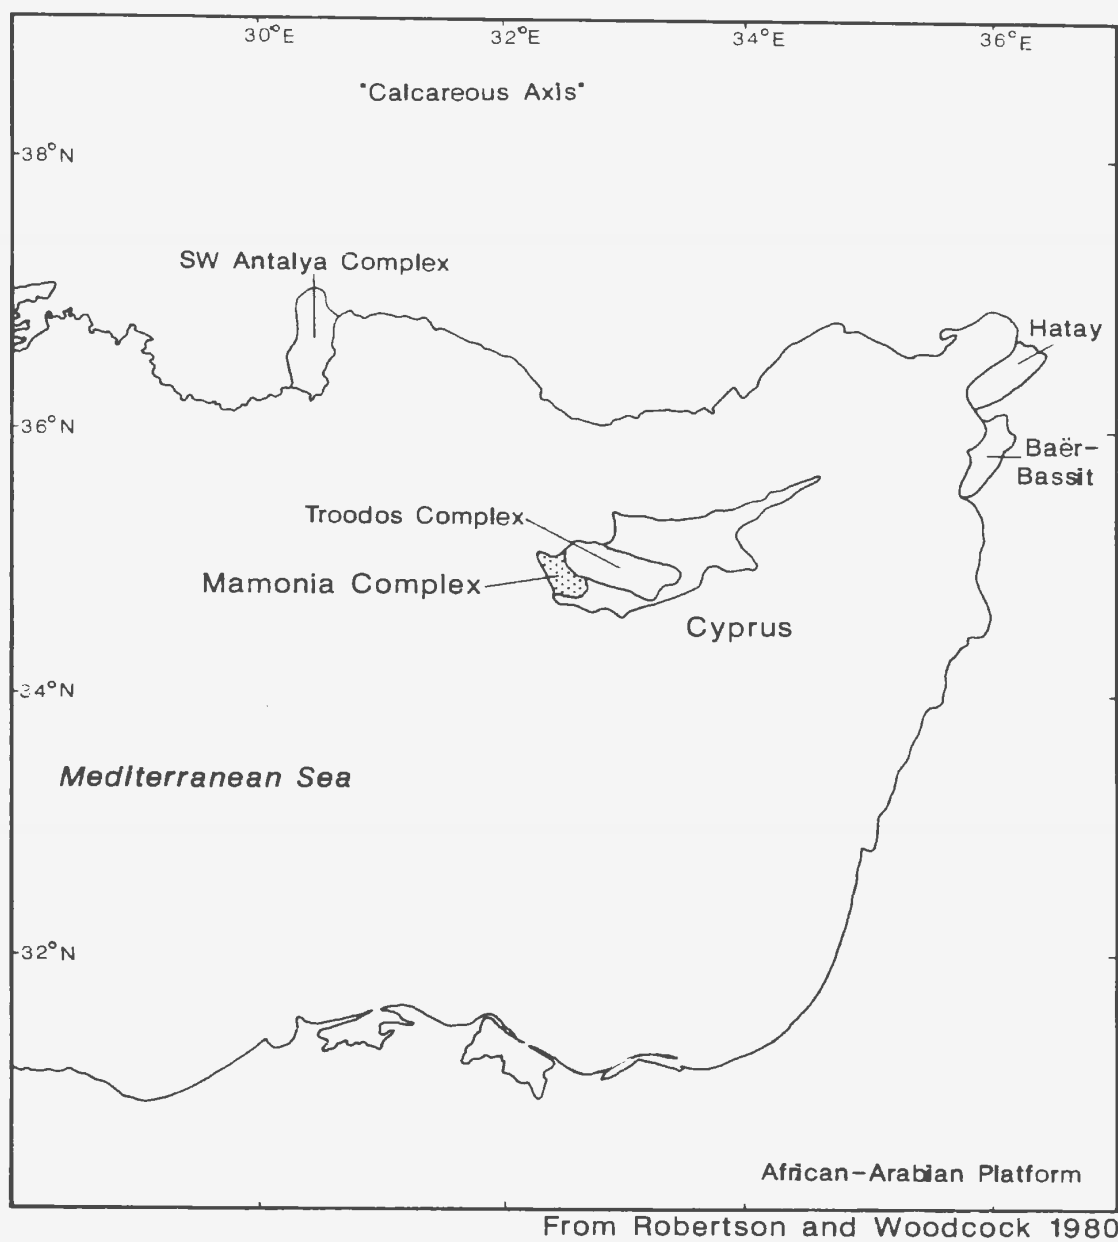 30°E 32°E 34°E 36°E
"Calcareous Axis"
38°N
SW Antalya Complex
Hatay
36°N
Baër-
Bassit
Troodos Complex
Mamonia Complex
Cyprus
34°N
Mediterranean Sea
32°N
African-Arabian Platform
From Robertson and Woodcock 1980